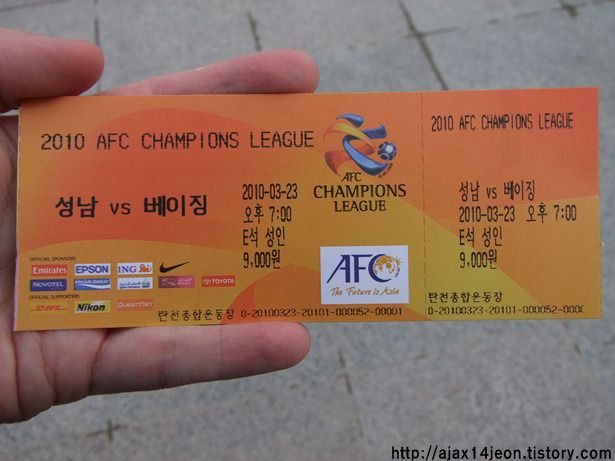 2010 AFC CHAMPIONS LEAGUE
성남 vs 베이징
2010-03-23
오후 7:00
E석 성인
9,000원
AFC
CHAMPIONS
LEAGUE
AFC
The Future is Asia
OFFICIAL SPONSORS
Emirates EPSON ING
NOVOTEL TOYOTA
OFFICIAL SUPPORTERS
Nikon
탄천종합운동장 0-20100323-20101-000052-00001
2010 AFC CHAMPIONS LEAGUE
성남 vs 베이징
2010-03-23 오후 7:00
E석 성인
9,000원
탄천종합운동장
0-20100323-20101-000052-000
http://ajax14jeon.tistory.com